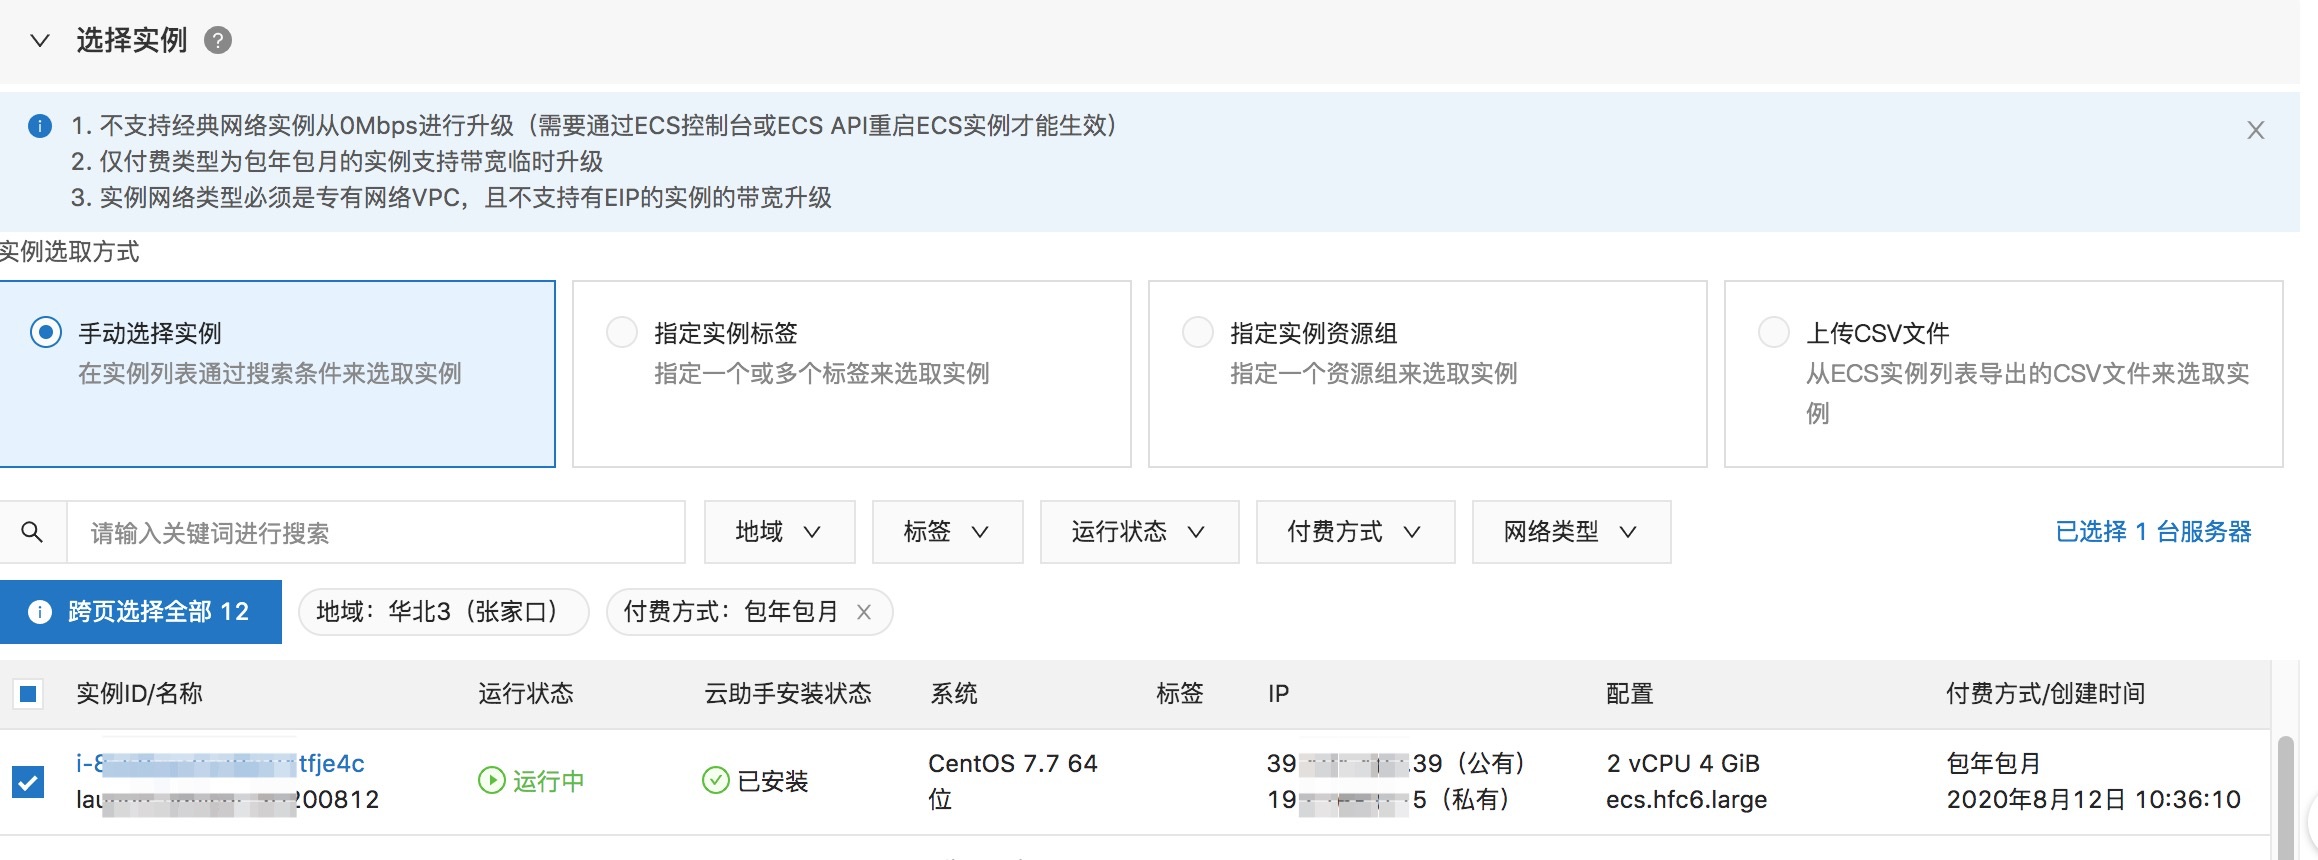 选择实例 ?
1. 不支持经典网络实例从0Mbps进行升级（需要通过ECS控制台或ECS API重启ECS实例才能生效）
2. 仅付费类型为包年包月的实例支持带宽临时升级
3. 实例网络类型必须是专有网络VPC，且不支持有EIP的实例的带宽升级
实例选取方式
手动选择实例
在实例列表通过搜索条件来选取实例
指定实例标签
指定一个或多个标签来选取实例
指定实例资源组
指定一个资源组来选取实例
上传CSV文件
从ECS实例列表导出的CSV文件来选取实
例
请输入关键词进行搜索
地域
标签
运行状态
付费方式
网络类型
已选择 1 台服务器
跨页选择全部 12
地域：华北3（张家口）
付费方式：包年包月
实例ID/名称 运行状态 云助手安装状态 系统 标签 IP 配置 付费方式/创建时间
i-8 tfje4c
lau 200812
运行中
已安装
CentOS 7.7 64
位
39 .39（公有）
19 5（私有）
2 vCPU 4 GiB
ecs.hfc6.large
包年包月
2020年8月12日 10:36:10